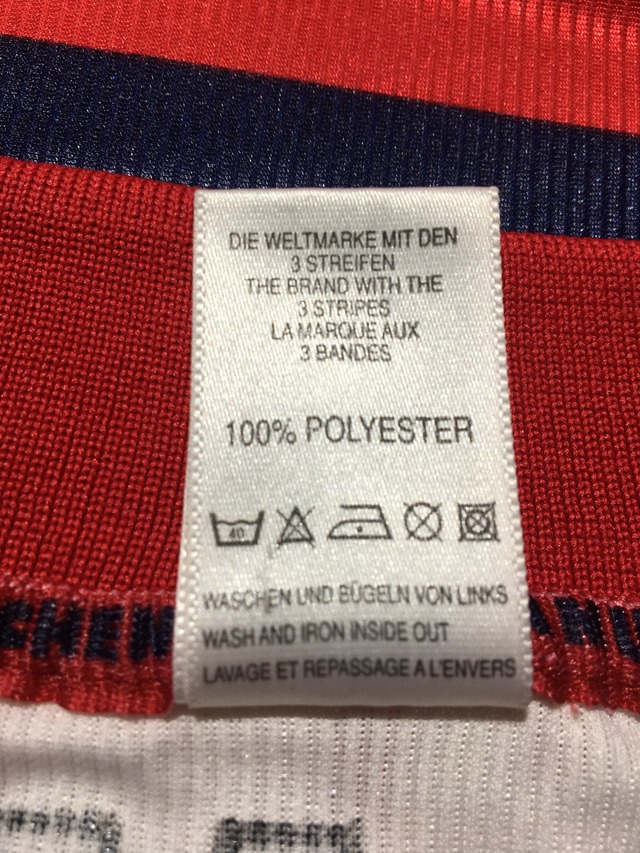 DIE WELTMARKE MIT DEN
3 STREIFEN
THE BRAND WITH THE
3 STRIPES
LA MARQUE AUX
3 BANDES
100% POLYESTER
40
WASCHEN UND BÜGELN VON LINKS
WASH AND IRON INSIDE OUT
LAVAGE ET REPASSAGE A L'ENVERS
CHEN